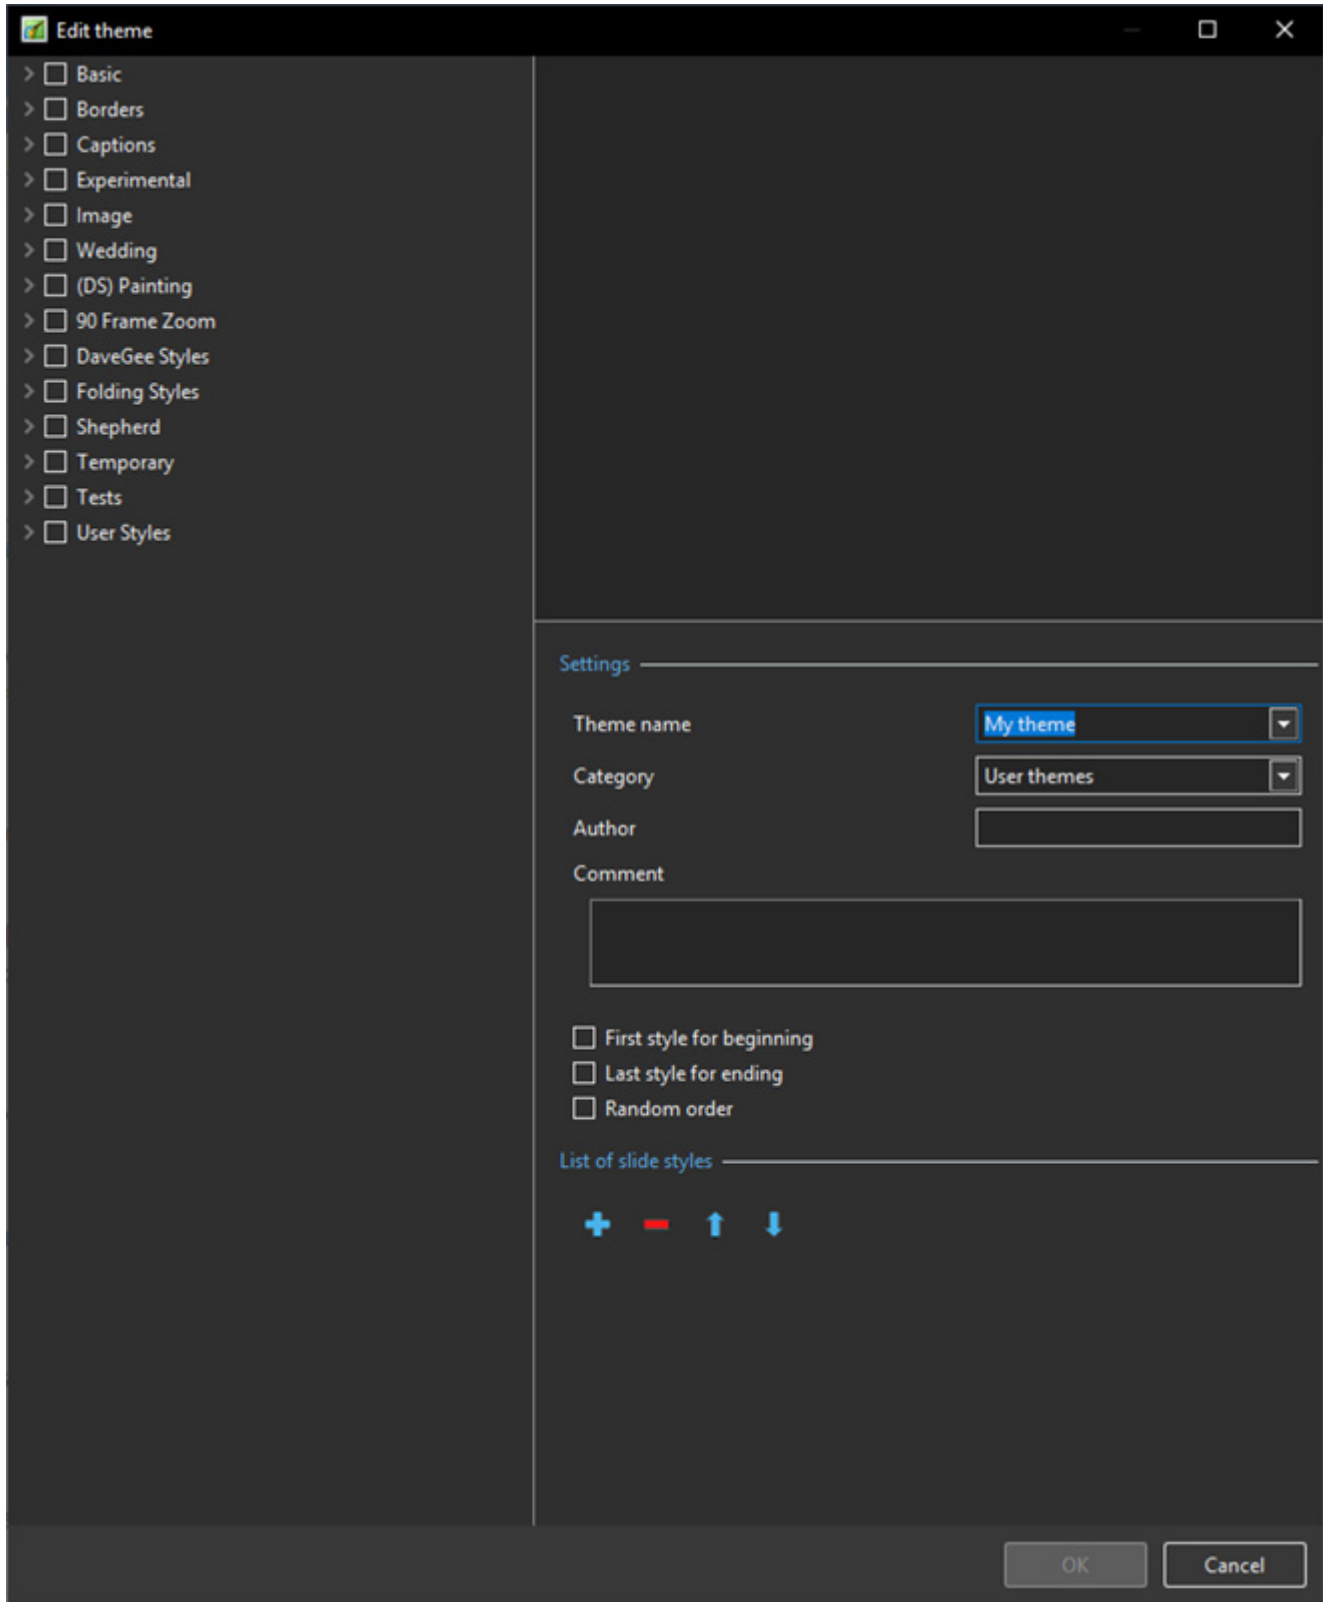 Edit theme
Basic
Borders
Captions
Experimental
Image
Wedding
(DS) Painting
90 Frame Zoom
DaveGee Styles
Folding Styles
Shepherd
Temporary
Tests
User Styles
Settings
Theme name My theme
Category User themes
Author
Comment
First style for beginning
Last style for ending
Random order
List of slide styles
OK Cancel